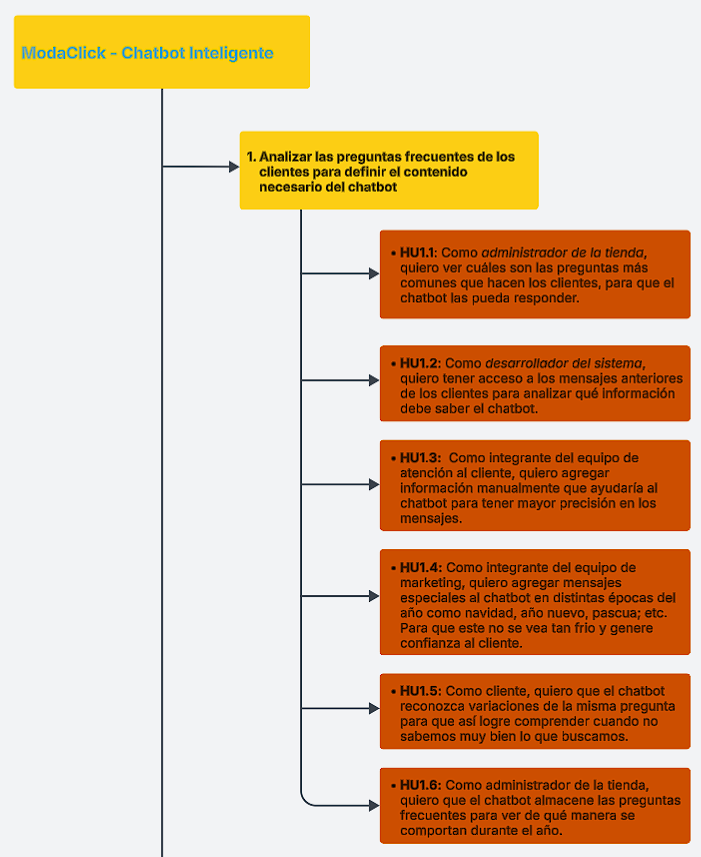 ModaClick - Chatbot Inteligente
1. Analizar las preguntas frecuentes de los
clientes para definir el contenido
necesario del chatbot
• HU1.1: Como administrador de la tienda,
quiero ver cuáles son las preguntas más
comunes que hacen los clientes, para que el
chatbot las pueda responder.
• HU1.2: Como desarrollador del sistema,
quiero tener acceso a los mensajes anteriores
de los clientes para analizar qué información
debe saber el chatbot.
• HU1.3: Como integrante del equipo de
atención al cliente, quiero agregar
información manualmente que ayudaría al
chatbot para tener mayor precisión en los
mensajes.
• HU1.4: Como integrante del equipo de
marketing, quiero agregar mensajes
especiales al chatbot en distintas épocas del
año como navidad, año nuevo, pascua; etc.
Para que este no se vea tan frio y genere
confianza al cliente.
• HU1.5: Como cliente, quiero que el chatbot
reconozca variaciones de la misma pregunta
para que así logre comprender cuando no
sabemos muy bien lo que buscamos.
• HU1.6: Como administrador de la tienda,
quiero que el chatbot almacene las preguntas
frecuentes para ver de qué manera se
comportan durante el año.